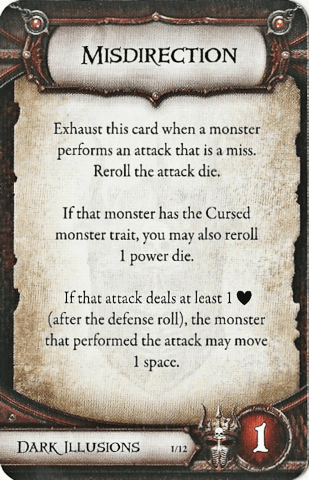 Misdirection
Exhaust this card when a monster
performs an attack that is a miss.
Reroll the attack die.
If that monster has the Cursed
monster trait, you may also reroll
1 power die.
If that attack deals at least 1 ♥
(after the defense roll), the monster
that performed the attack may move
1 space.
Dark Illusions 1/12 1